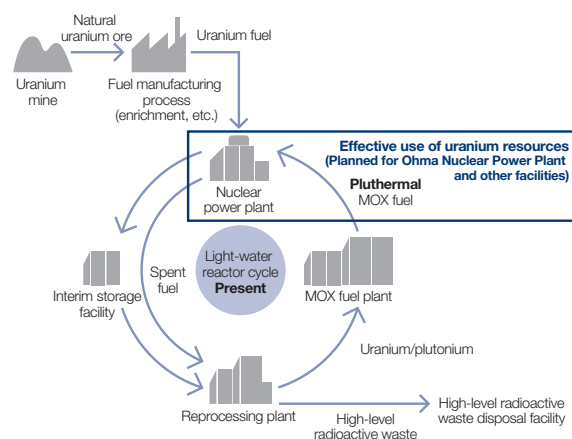 Natural
uranium ore
Uranium fuel
Uranium
mine
Fuel manufacturing
process
(enrichment, etc.)
Effective use of uranium resources
(Planned for Ohma Nuclear Power Plant
and other facilities)
Pluthermal
MOX fuel
Nuclear
power plant
Light-water
reactor cycle
Present
Spent
fuel
Interim storage
facility
MOX fuel plant
Uranium/plutonium
Reprocessing plant
High-level
radioactive waste
High-level radioactive
waste disposal facility